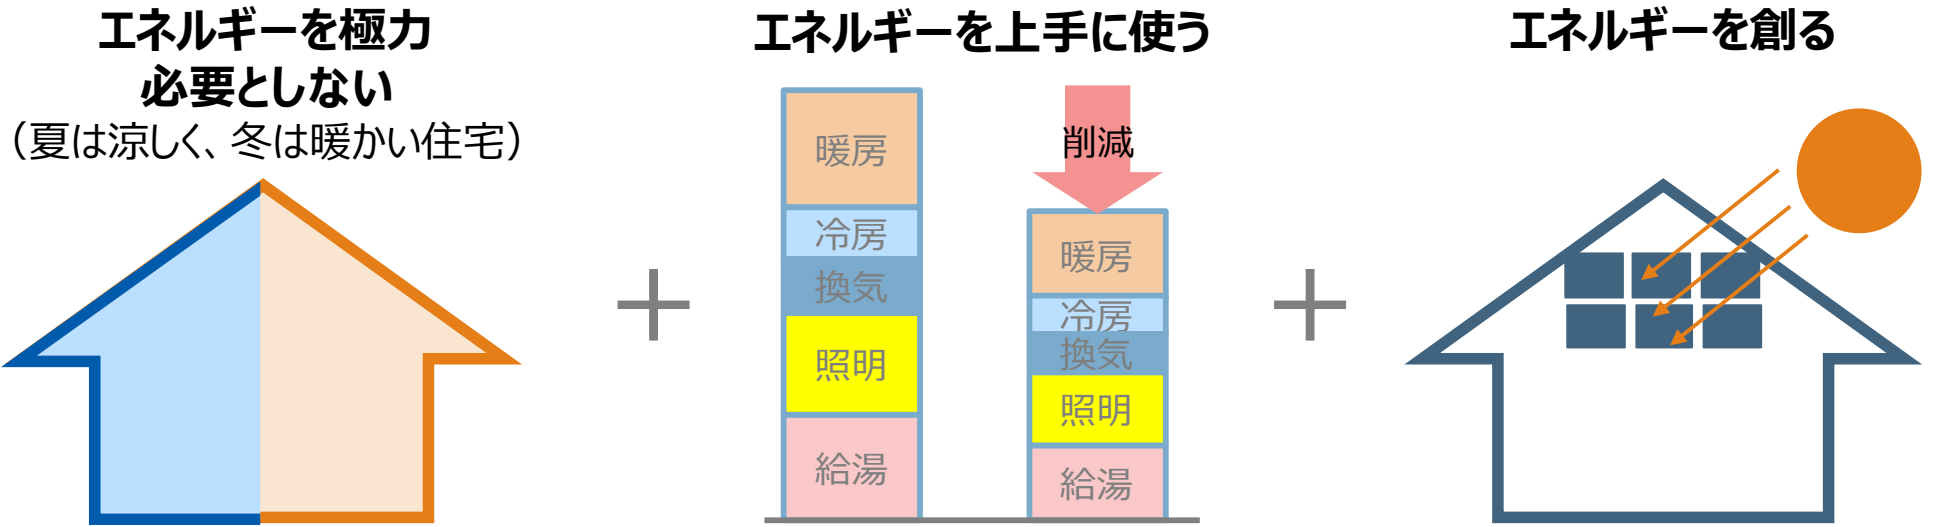 エネルギーを極力
必要としない
（夏は涼しく、冬は暖かい住宅）
エネルギーを上手に使う
暖房
冷房
換気
照明
給湯
削減
暖房
冷房
換気
照明
給湯
エネルギーを創る